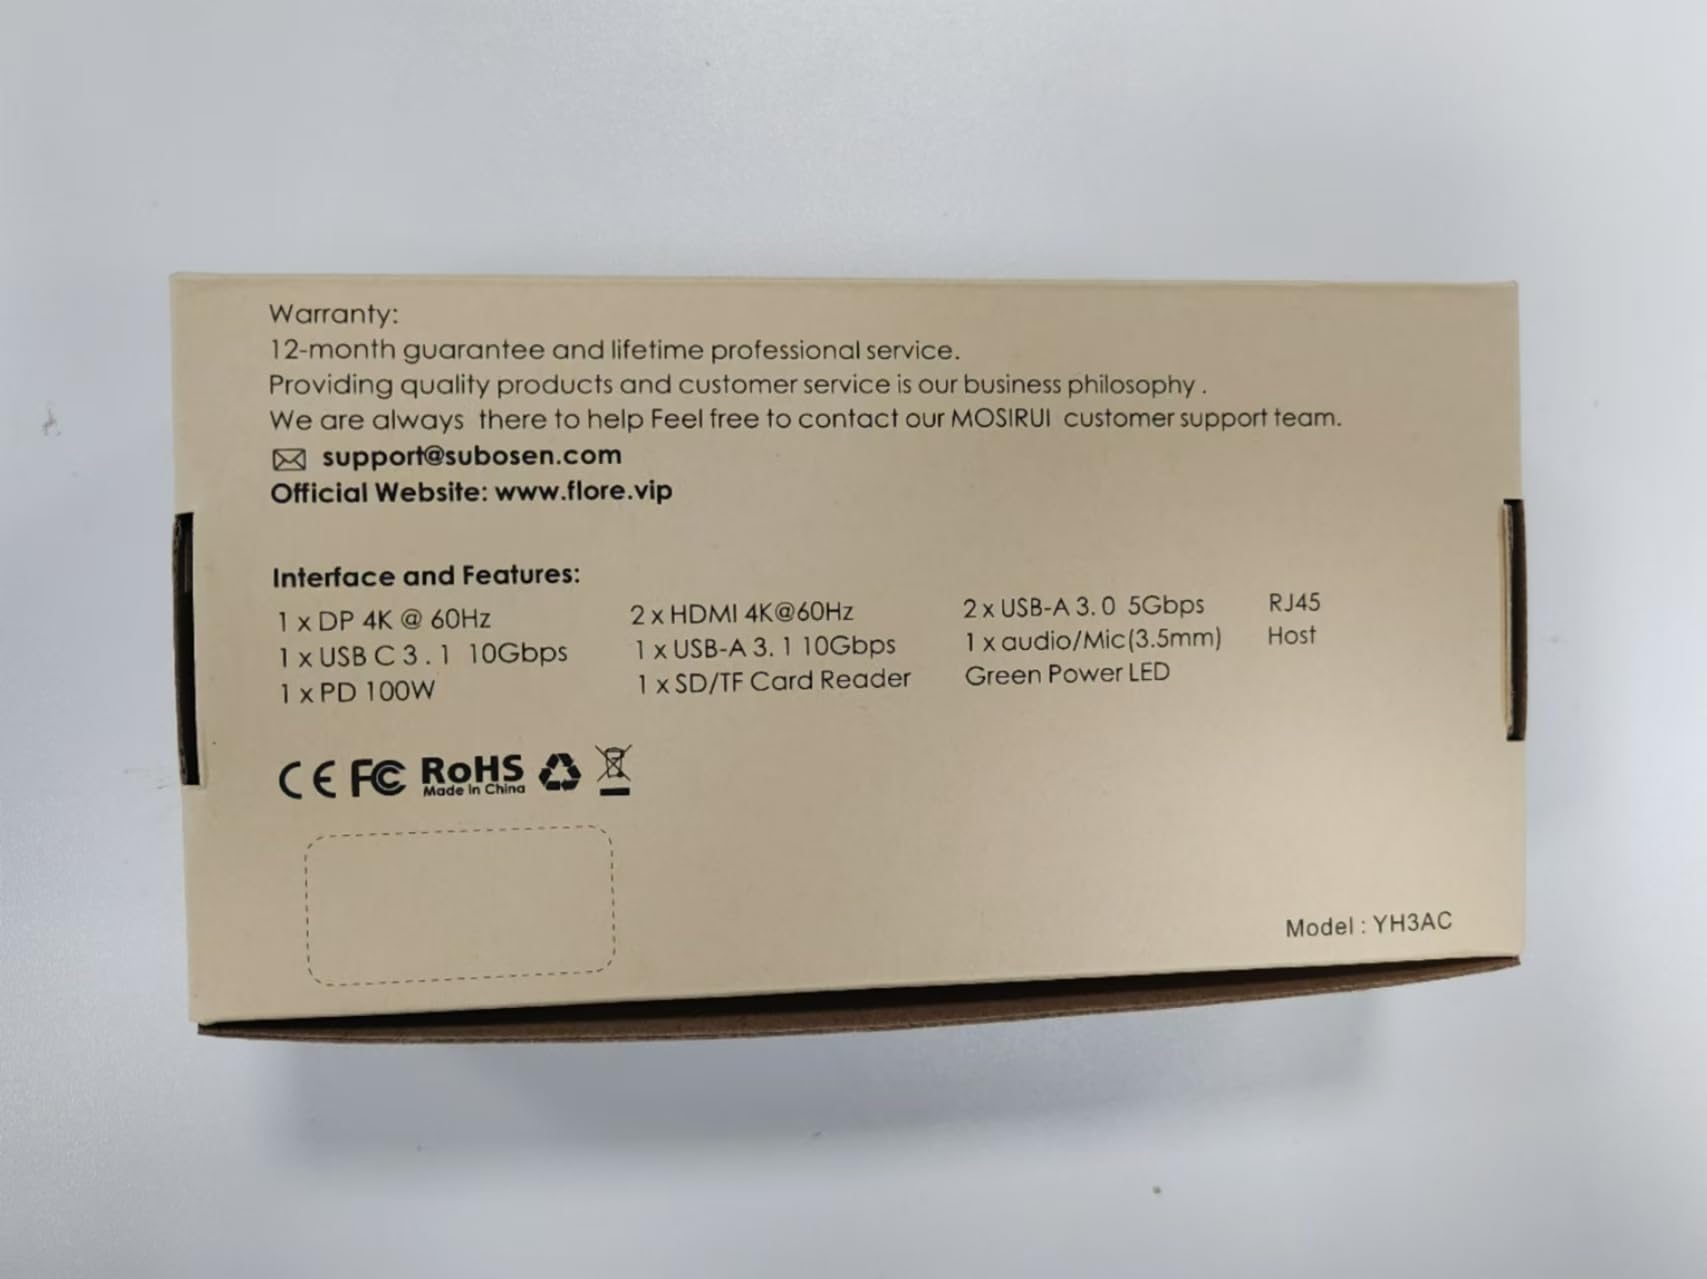 Warranty:
12-month guarantee and lifetime professional service.
Providing quality products and customer service is our business philosophy .
We are always there to help Feel free to contact our MOSIRUI customer support team.
support@subosen.com
Official Website: www.flore.vip
Interface and Features:
1 x DP 4K @ 60Hz 2 x HDMI 4K@60Hz 2 x USB-A 3.0 5Gbps RJ45
1 x USB C 3.1 10Gbps 1 x USB-A 3.1 10Gbps 1 x audio/Mic(3.5mm) Host
1 x PD 100W 1 x SD/TF Card Reader Green Power LED
CE FC RoHS
Made In China
Model : YH3AC